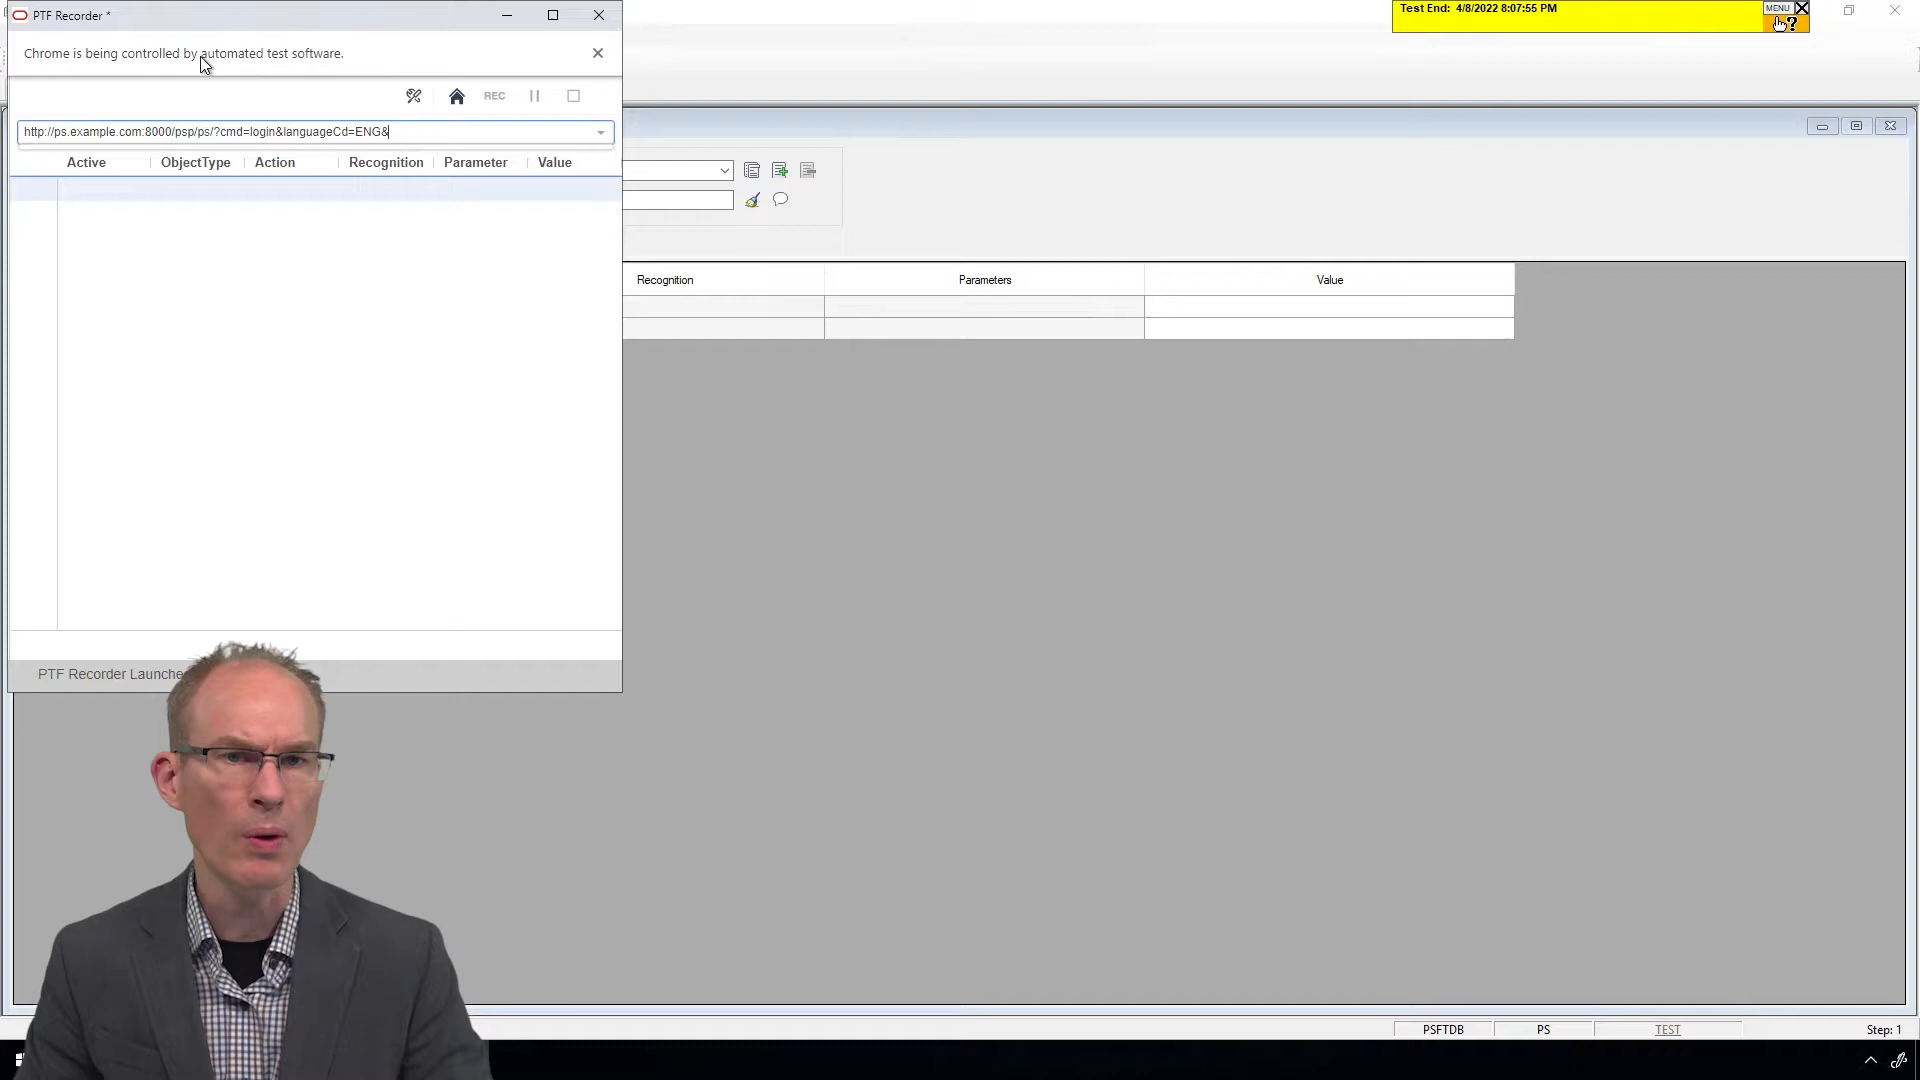 PTF Recorder *
Test End: 4/8/2022 8:07:55 PM
MENU
Chrome is being controlled by automated test software.
REC
http://ps.example.com:8000/psp/ps/?cmd=login&languageCd=ENG&
Active ObjectType Action Recognition Parameter Value
Recognition Parameters Value
PTF Recorder Launche
PSFTDB PS TEST Step: 1